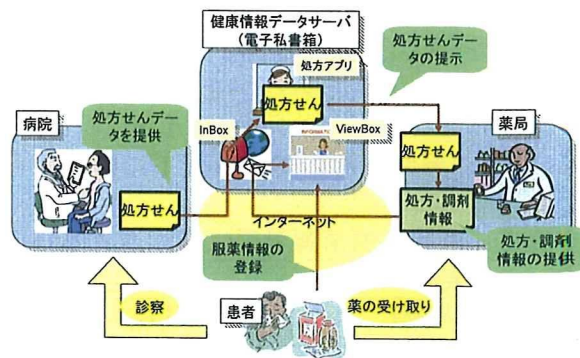 健康情報データサーバ
(電子私書箱)
処方アプリ
処方せんデー
タの提示
処方せん
病院
処方せんデー
タを提供
InBox
ViewBox
薬局
処方せん
処方せん
処方・調剤
情報
インターネット
服薬情報の
登録
処方・調剤
情報の提供
診察
患者
薬の受け取り